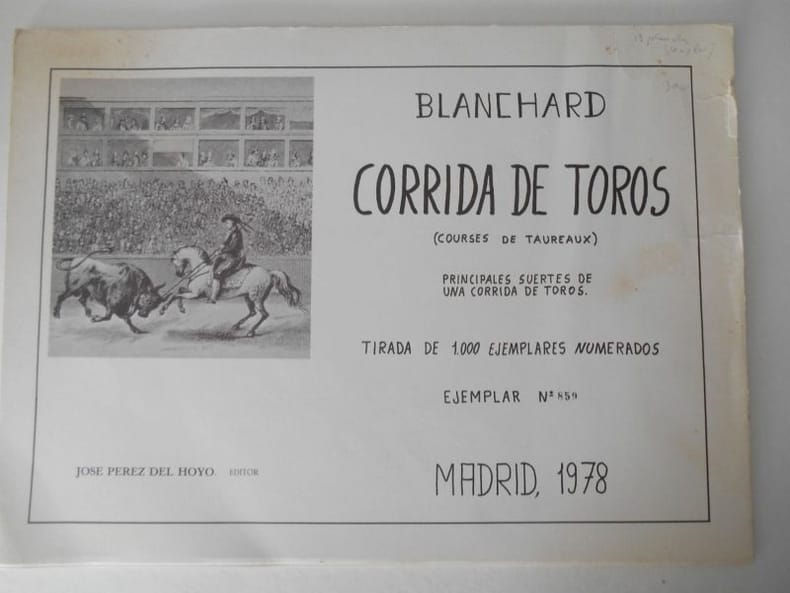 BLANCHARD
CORRIDA DE TOROS
(COURSES DE TAUREAUX)
PRINCIPALES SUERTES DE
UNA CORRIDA DE TOROS.
TIRADA DE 1.000 EJEMPLARES NUMERADOS
EJEMPLAR Nº 859
JOSE PEREZ DEL HOYO. EDITOR
MADRID, 1978